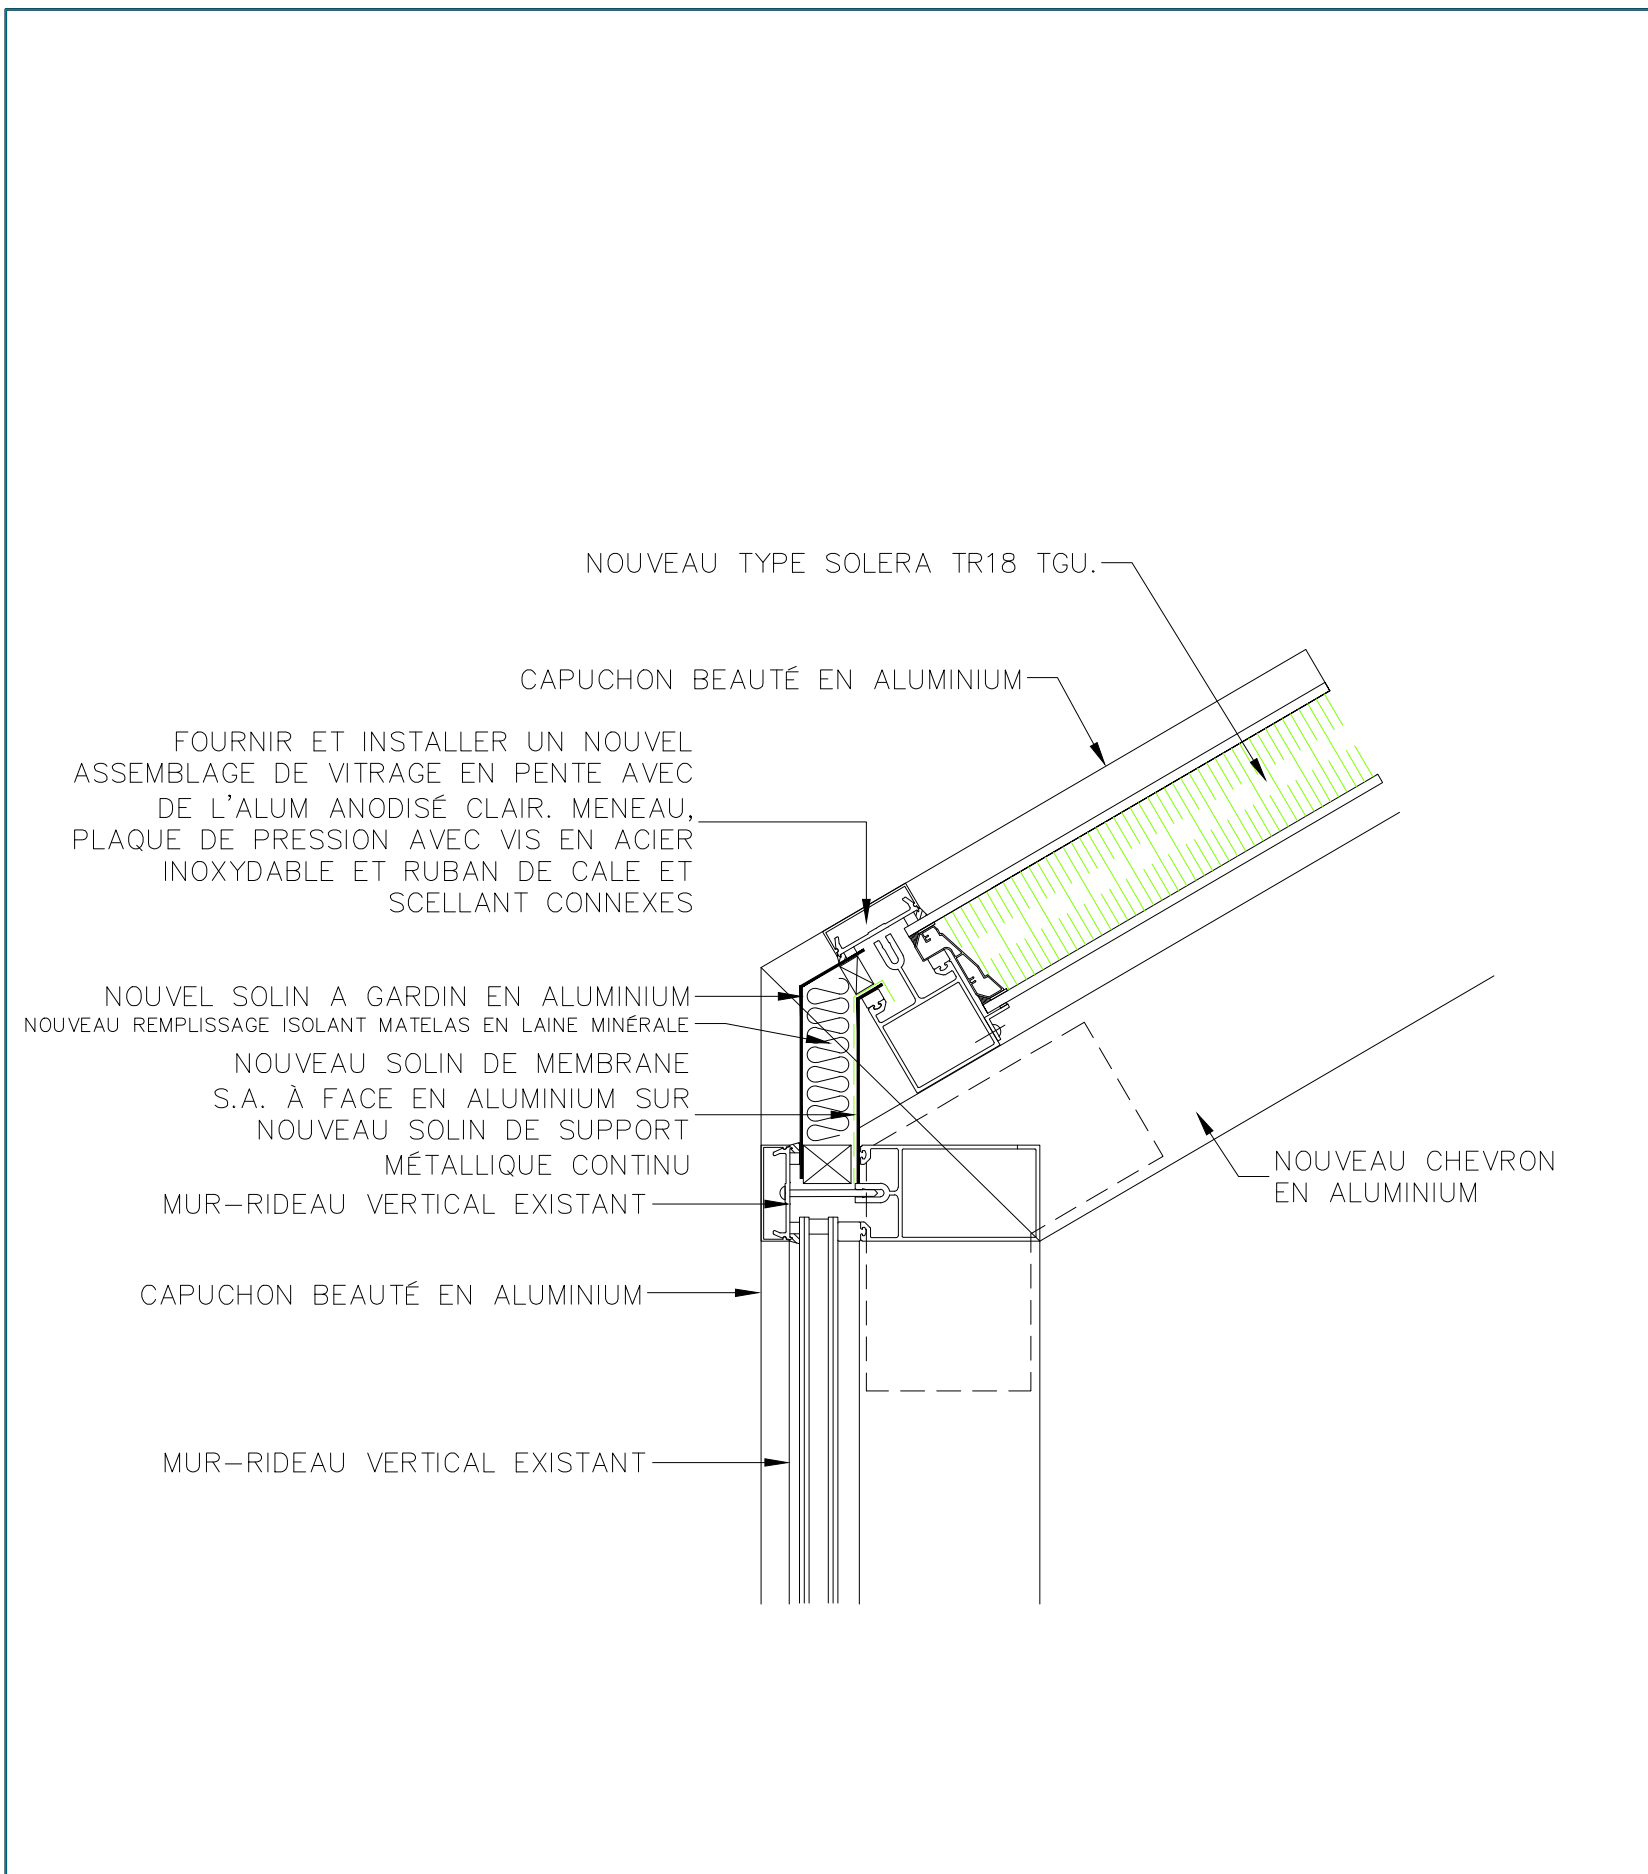 NOUVEAU TYPE SOLERA TR18 TGU.
CAPUCHON BEAUTÉ EN ALUMINIUM
FOURNIR ET INSTALLER UN NOUVEL
ASSEMBLAGE DE VITRAGE EN PENTE AVEC
DE L'ALUM ANODISÉ CLAIR. MENEAU,
PLAQUE DE PRESSION AVEC VIS EN ACIER
INOXYDABLE ET RUBAN DE CALE ET
SCELLANT CONNEXES
NOUVEL SOLIN A GARDIN EN ALUMINIUM
NOUVEAU REMPLISSAGE ISOLANT MATELAS EN LAINE MINÉRALE
NOUVEAU SOLIN DE MEMBRANE
S.A. À FACE EN ALUMINIUM SUR
NOUVEAU SOLIN DE SUPPORT
MÉTALLIQUE CONTINU
NOUVEAU CHEVRON
EN ALUMINIUM
MUR-RIDEAU VERTICAL EXISTANT
CAPUCHON BEAUTÉ EN ALUMINIUM
MUR-RIDEAU VERTICAL EXISTANT